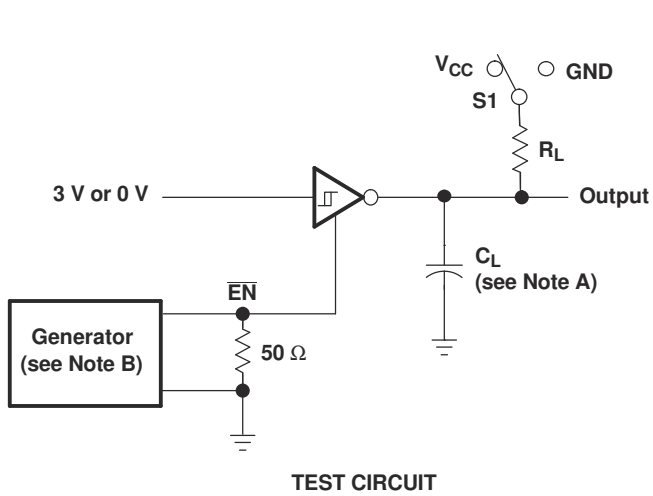 VCC
GND
S1
RL
3 V or 0 V
Output
CL
(see Note A)
EN
Generator
(see Note B)
50 Ω
TEST CIRCUIT